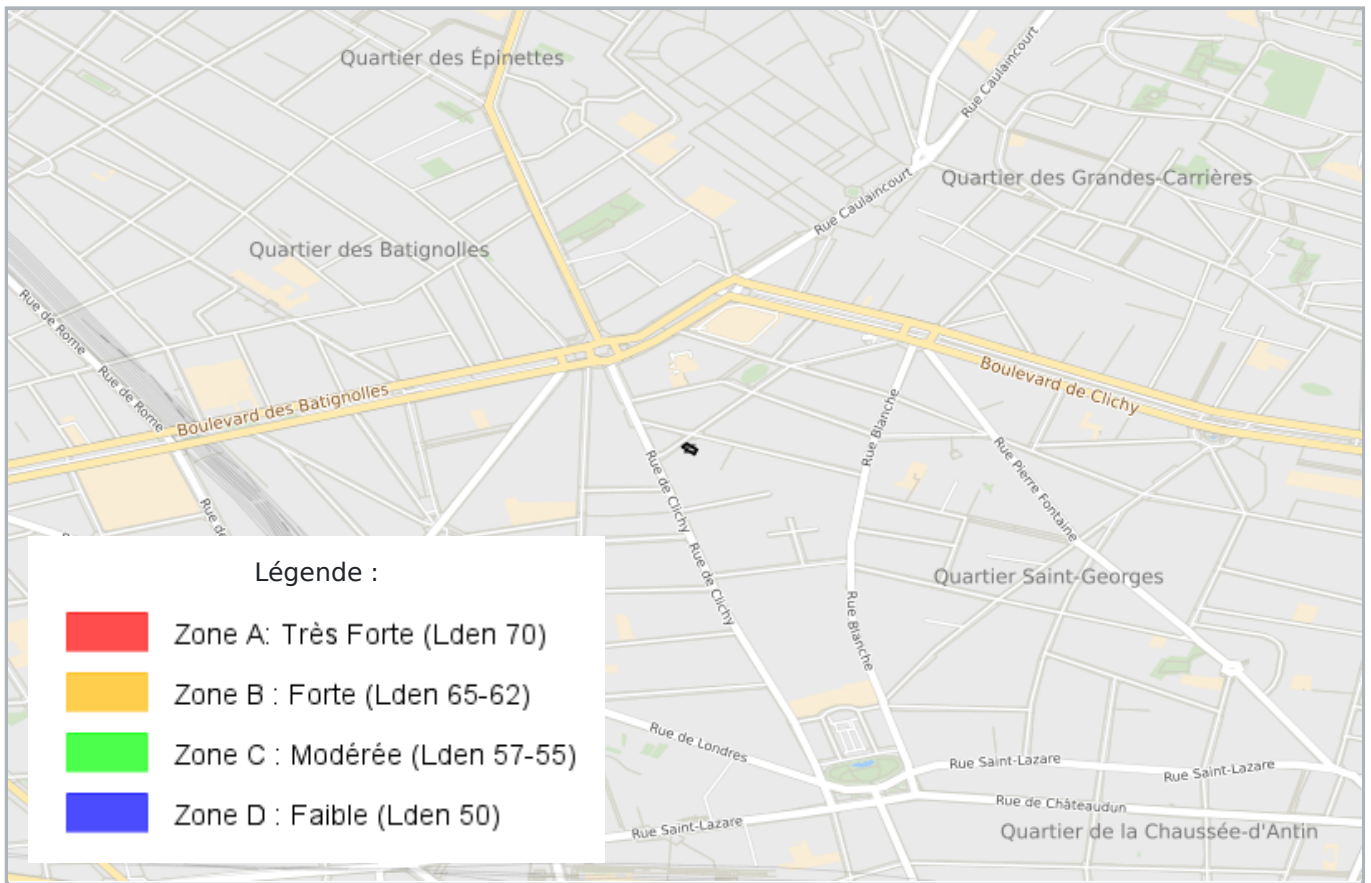 Quartier des Épinettes
Rue Caulaincourt
Quartier des Grandes-Carrières
Rue Caulaincourt
Quartier des Batignolles
Rue de Rome
Rue de Rome
Boulevard des Batignolles
Boulevard de Clichy
Rue Blanche
Rue de Clichy
Rue Pierre Fontaine
Rue de
Rue de Clichy
Quartier Saint-Georges
Rue Blanche
Légende :
Zone A: Très Forte (Lden 70)
Zone B : Forte (Lden 65-62)
Zone C : Modérée (Lden 57-55)
Zone D : Faible (Lden 50)
Rue de Londres
Rue Saint-Lazare
Rue Saint-Lazare
Rue de Châteaudun
Rue Saint-Lazare
Quartier de la Chaussée-d'Antin